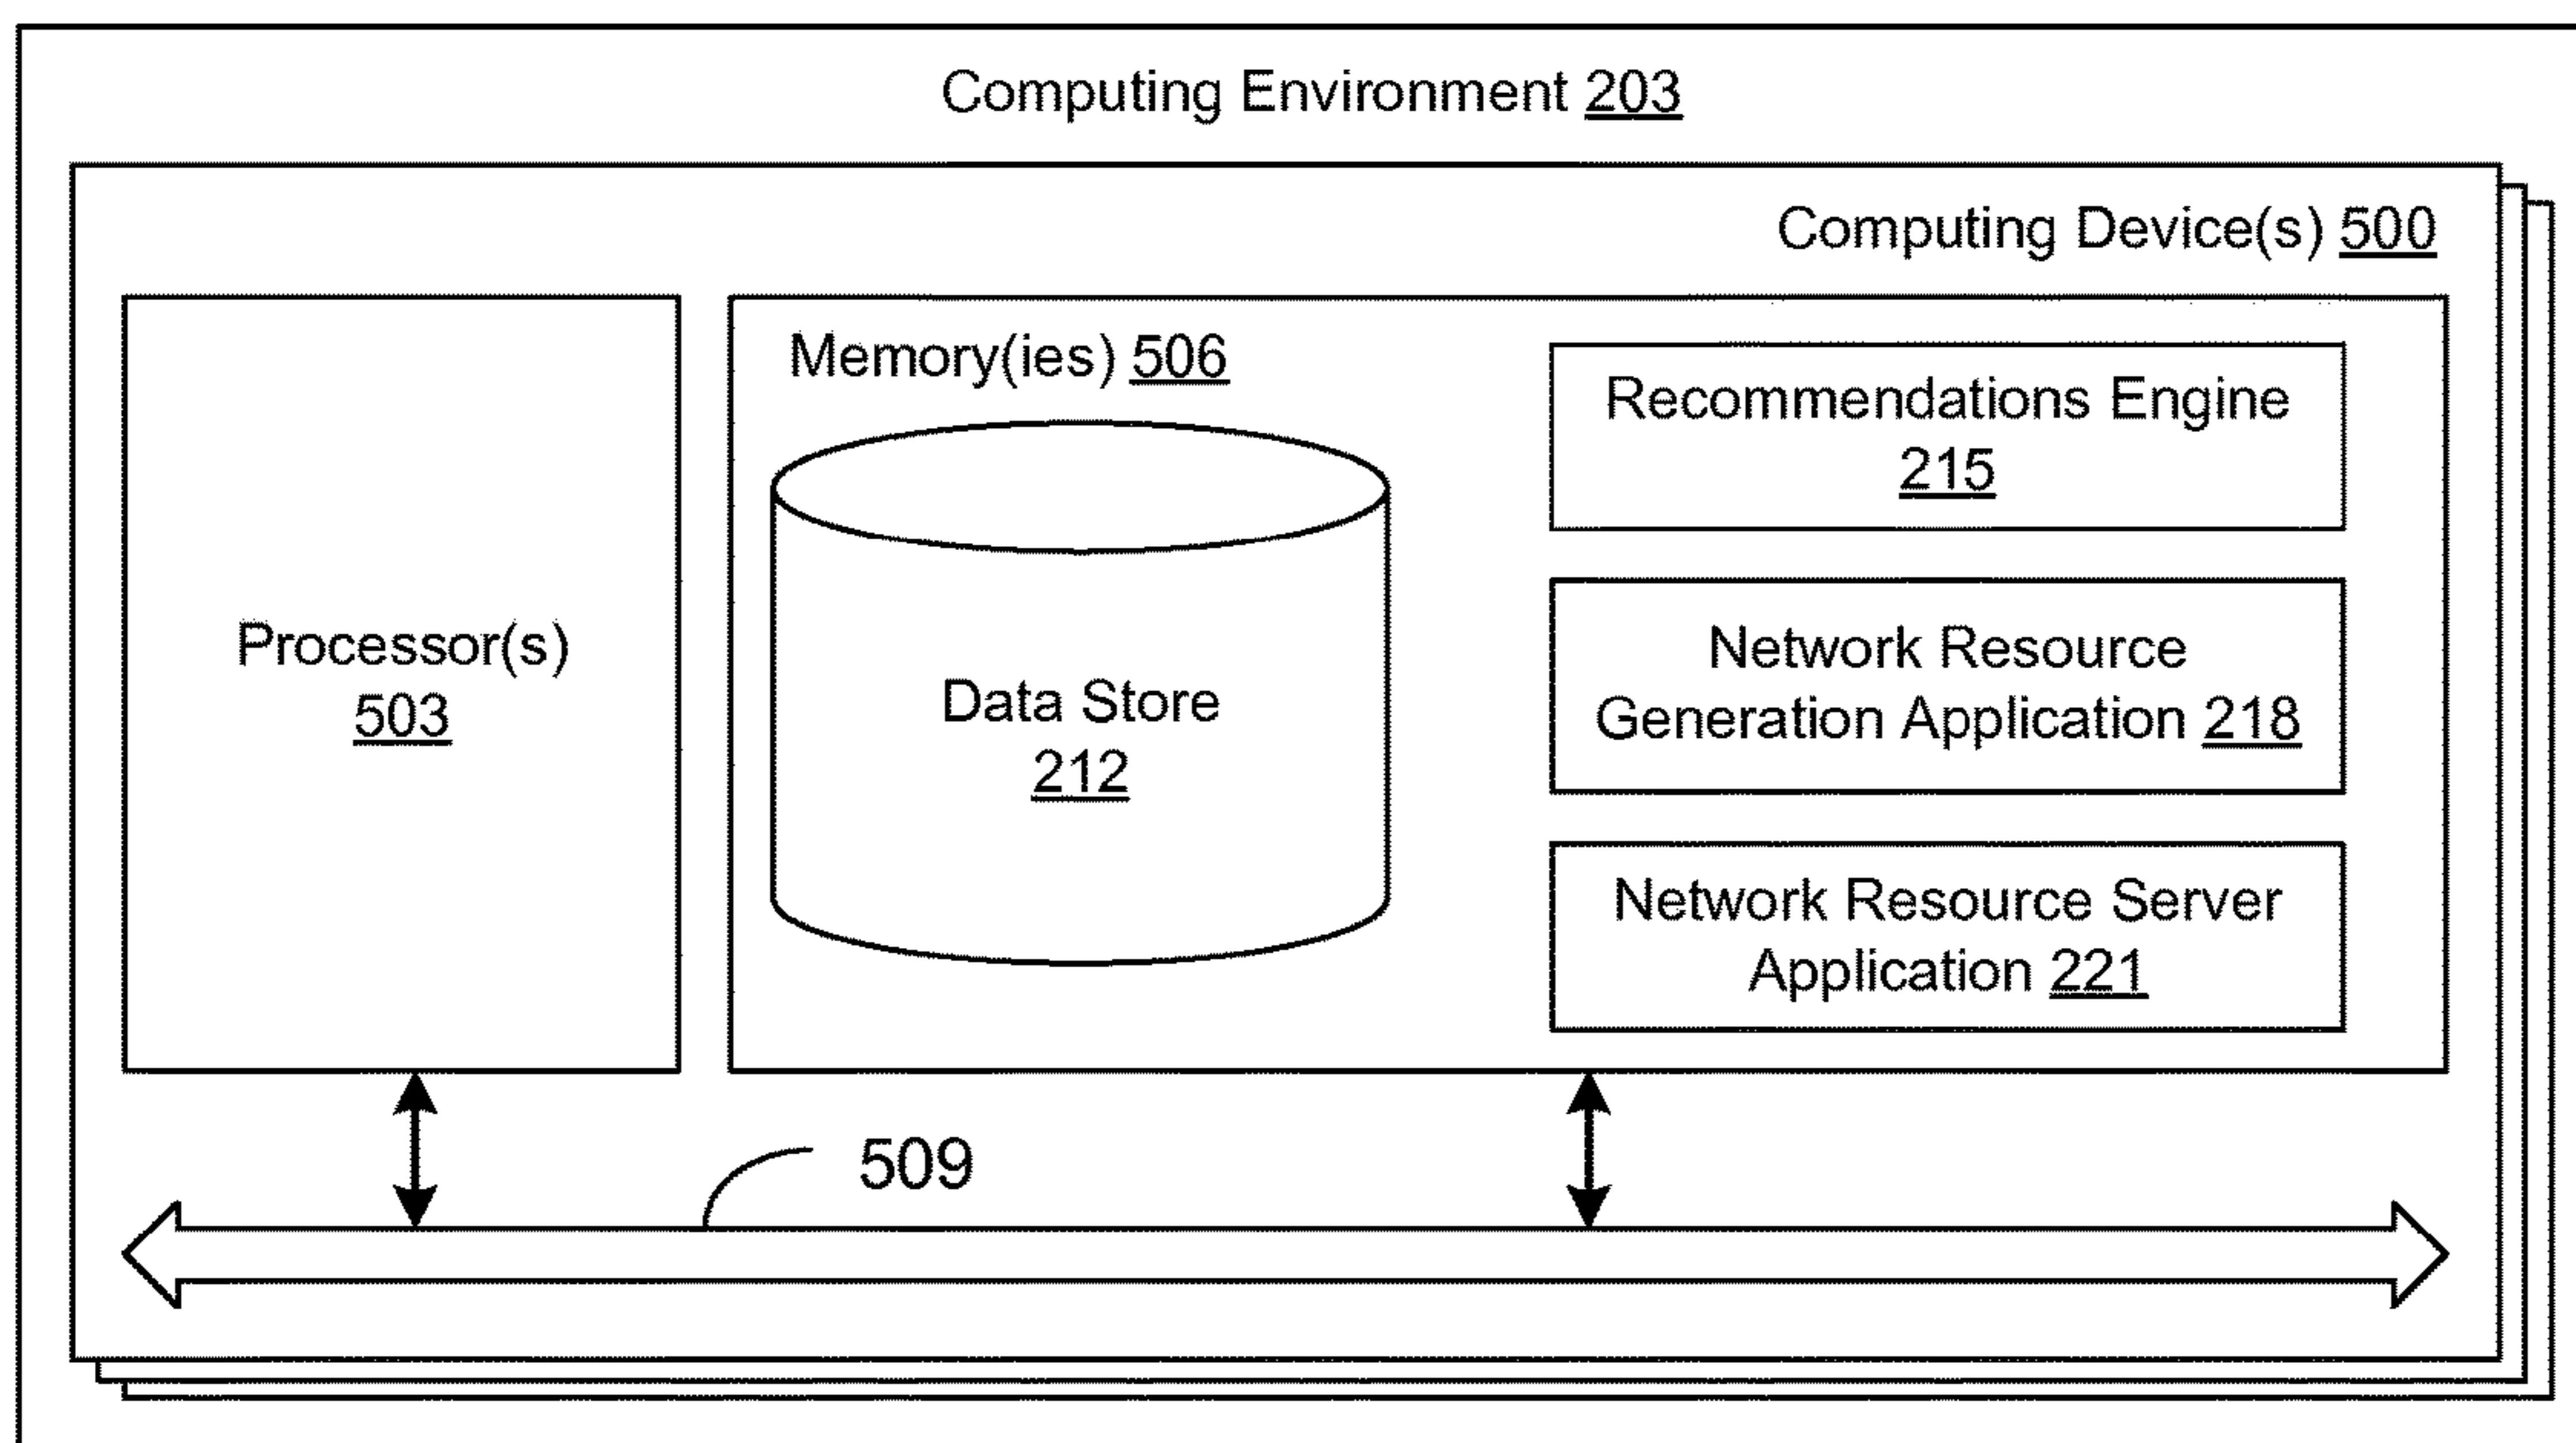 Computing Environment 203
Computing Device(s) 500
Processor(s)
503
Memory(ies) 506
Data Store
212
Recommendations Engine
215
Network Resource
Generation Application 218
Network Resource Server
Application 221
509